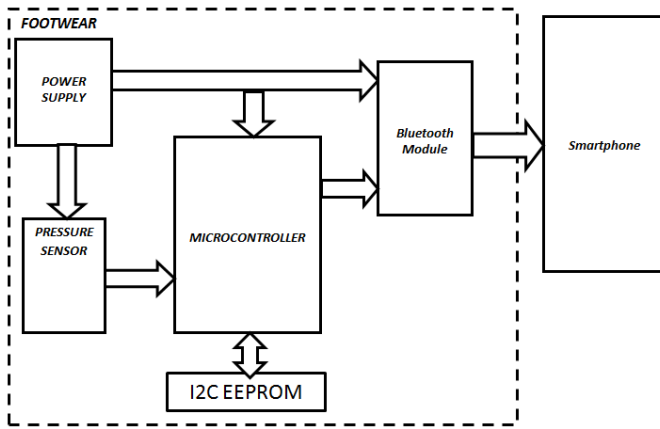 FOOTWEAR
POWER
SUPPLY
Bluetooth
Module
Smartphone
PRESSURE
SENSOR
MICROCONTROLLER
I2C EEPROM